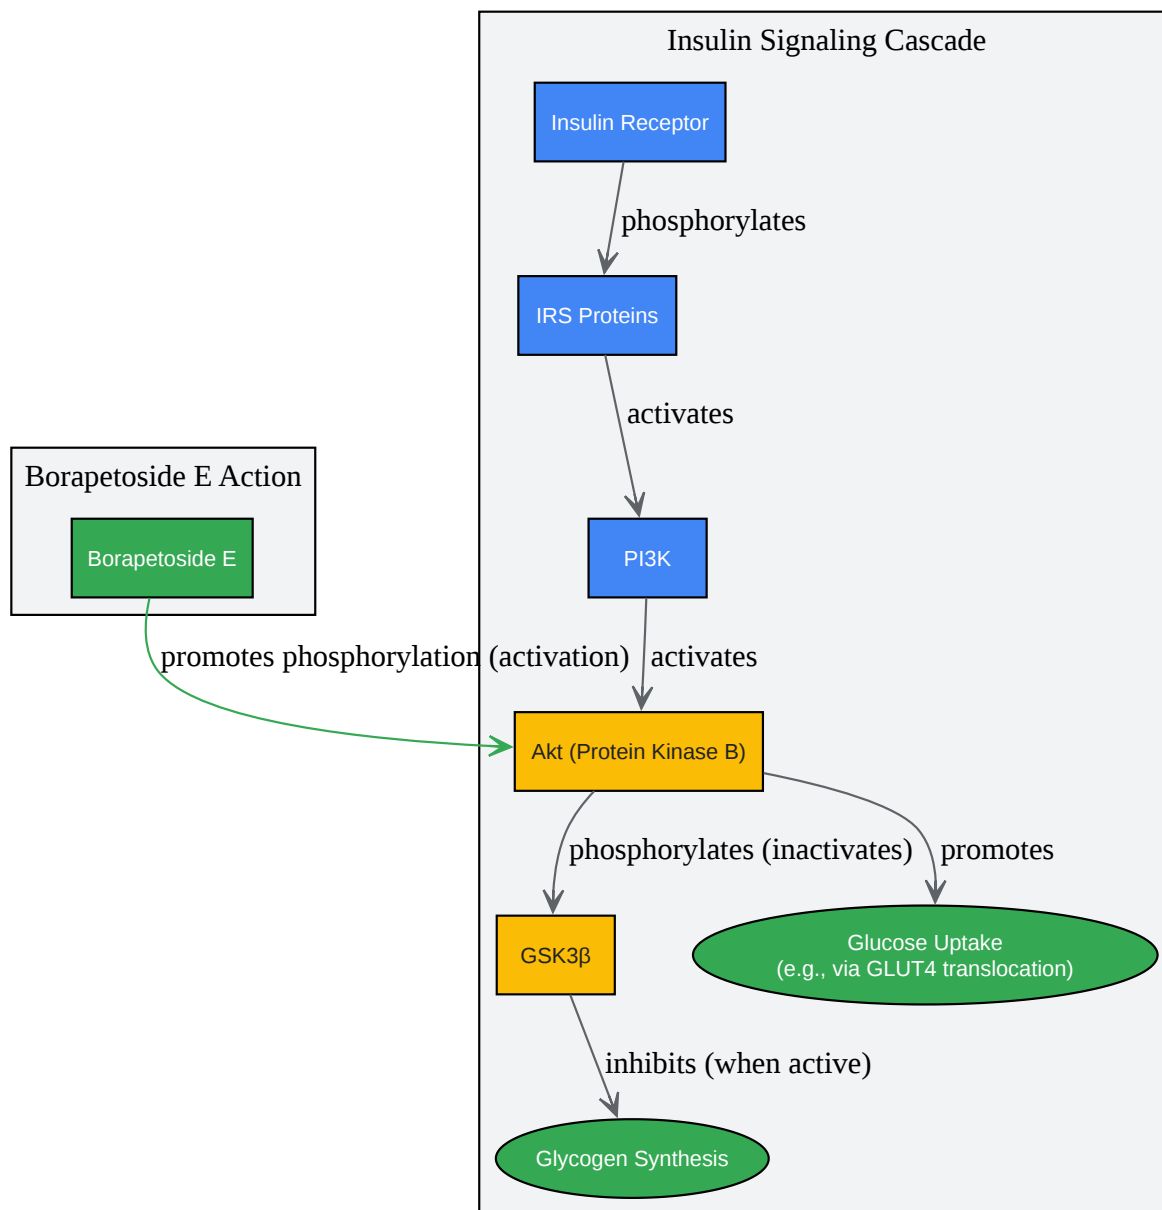 Insulin Signaling Cascade
Insulin Receptor
phosphorylates
IRS Proteins
activates
Borapetoside E Action
Borapetoside E
PI3K
promotes phosphorylation (activation)
activates
Akt (Protein Kinase B)
phosphorylates (inactivates)
promotes
GSK3β
Glucose Uptake
(e.g., via GLUT4 translocation)
inhibits (when active)
Glycogen Synthesis